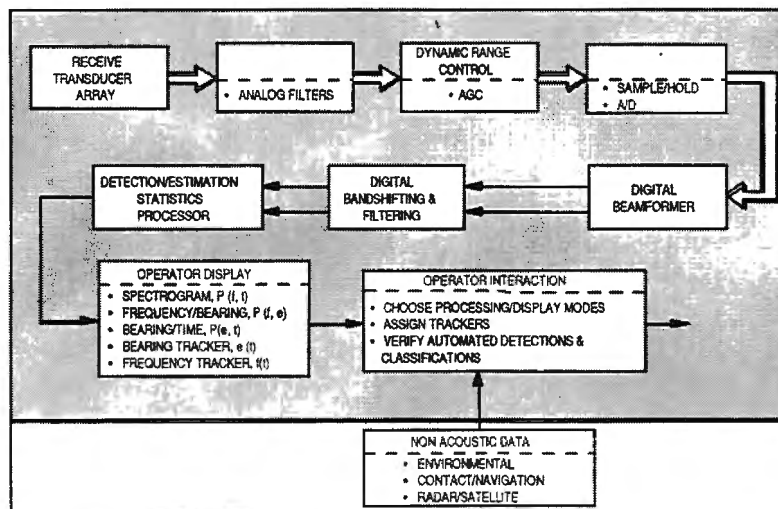 RECEIVE
TRANSDUCER
ARRAY
• ANALOG FILTERS
DYNAMIC RANGE
CONTROL
• AGC
• SAMPLE/HOLD
• A/D
DETECTION/ESTIMATION
STATISTICS
PROCESSOR
DIGITAL
BANDSHIFTING &
FILTERING
DIGITAL
BEAMFORMER
OPERATOR DISPLAY
• SPECTROGRAM, P (f, t)
• FREQUENCY/BEARING, P (f, e)
• BEARING/TIME, P(e, t)
• BEARING TRACKER, e (t)
• FREQUENCY TRACKER, f(t)
OPERATOR INTERACTION
• CHOOSE PROCESSING/DISPLAY MODES
• ASSIGN TRACKERS
• VERIFY AUTOMATED DETECTIONS &
CLASSIFICATIONS
NON ACOUSTIC DATA
• ENVIRONMENTAL
• CONTACT/NAVIGATION
• RADAR/SATELLITE